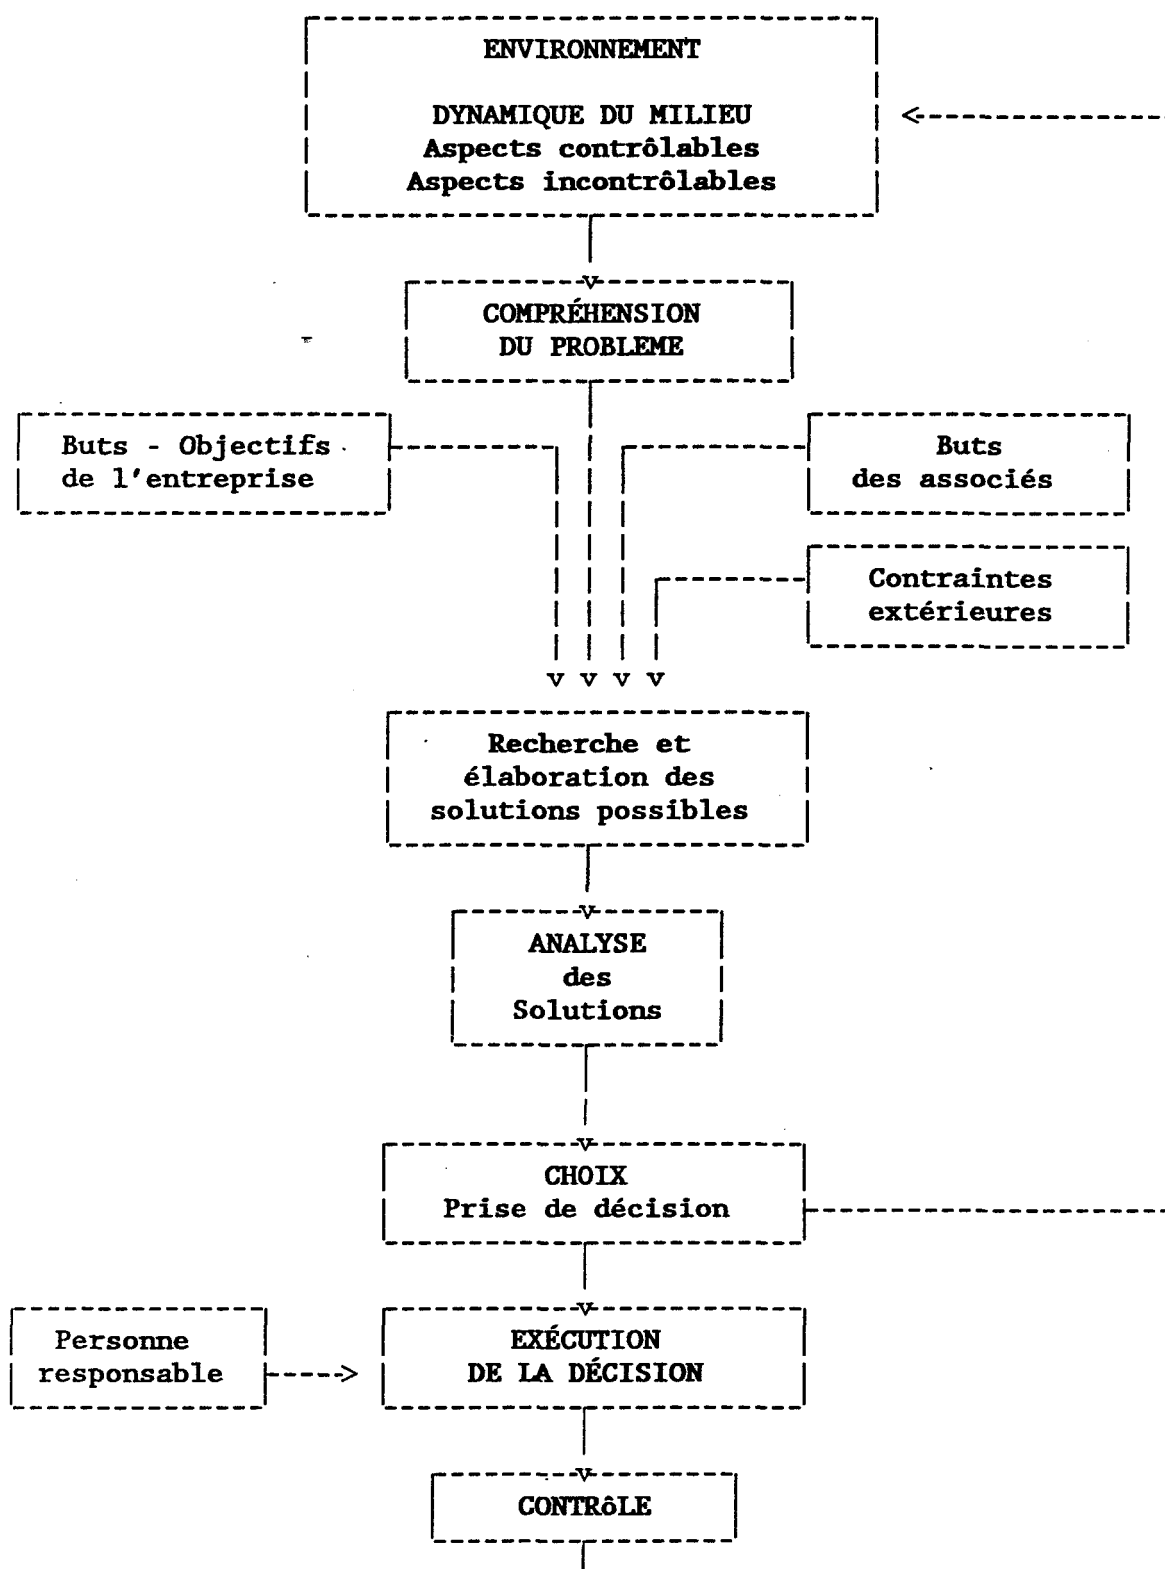 ENVIRONNEMENT
DYNAMIQUE DU MILIEU
Aspects contrôlables
Aspects incontrôlables
COMPRÉHENSION
DU PROBLEME
Buts - Objectifs
de l'entreprise
Buts
des associés
Contraintes
extérieures
Recherche et
élaboration des
solutions possibles
ANALYSE
des
Solutions
CHOIX
Prise de décision
Personne
responsable
EXÉCUTION
DE LA DÉCISION
CONTRôLE